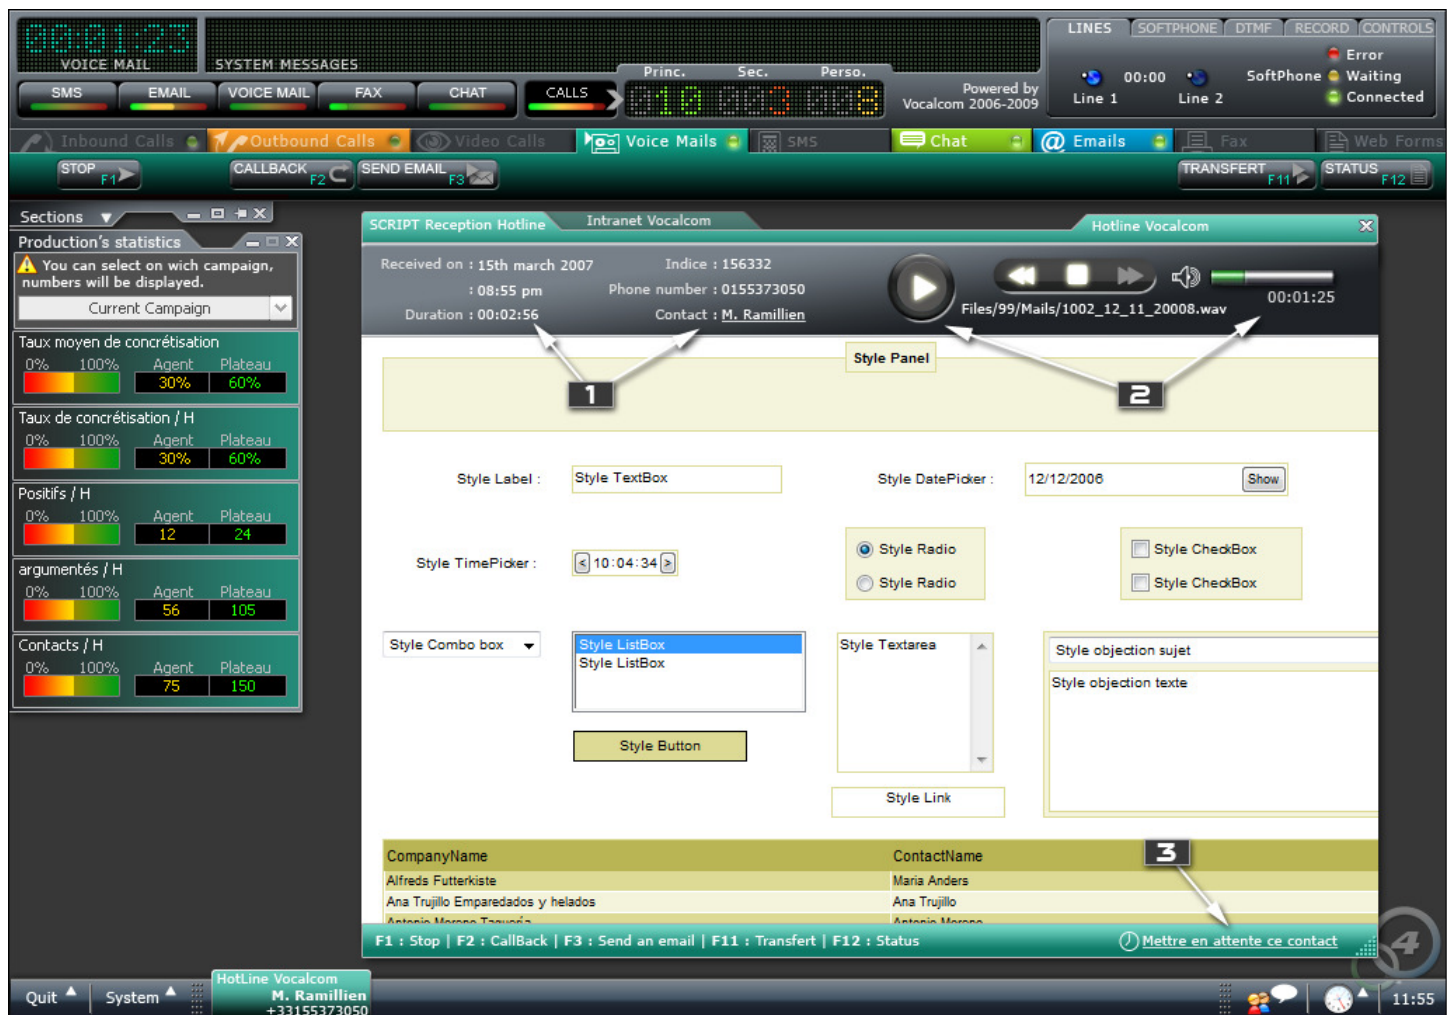 00:01:23
VOICE MAIL
SYSTEM MESSAGES
SMS EMAIL VOICE MAIL FAX CHAT CALLS
Princ. Sec. Perso.
10 3 8
Powered by
Vocalcom 2006-2009
LINES SOFTPHONE DTMF RECORD CONTROLS
Error
00:00 SoftPhone Waiting
Line 1 Line 2 Connected
Inbound Calls Outbound Calls Video Calls Voice Mails SMS Chat @ Emails Fax Web Forms
STOP F1 CALLBACK F2 SEND EMAIL F3 TRANSFERT F11 STATUS F12
Sections
Production's statistics
You can select on wich campaign,
numbers will be displayed.
Current Campaign
Taux moyen de concrétisation
0% 100% Agent Plateau
30% 60%
Taux de concrétisation / H
0% 100% Agent Plateau
30% 60%
Positifs / H
0% 100% Agent Plateau
12 24
argumentés / H
0% 100% Agent Plateau
56 105
Contacts / H
0% 100% Agent Plateau
75 150
SCRIPT Reception Hotline Intranet Vocalcom Hotline Vocalcom
Received on : 15th march 2007 Indice : 156332
: 08:55 pm Phone number : 0155373050
Duration : 00:02:56 Contact : M. Ramillien
00:01:25
Files/99/Mails/1002_12_11_20008.wav
1 2
Style Panel
Style Label : Style TextBox Style DatePicker : 12/12/2006 Show
Style TimePicker : < 10:04:34 >
Style Radio Style CheckBox
Style Radio Style CheckBox
Style Combo box
Style ListBox
Style ListBox
Style Textarea
Style objection sujet
Style objection texte
Style Button
Style Link
3
CompanyName ContactName
Alfreds Futterkiste Maria Anders
Ana Trujillo Emparedados y helados Ana Trujillo
Antonio Moreno Taquería Antonio Moreno
F1 : Stop | F2 : CallBack | F3 : Send an email | F11 : Transfert | F12 : Status Mettre en attente ce contact
4
Quit System
HotLine Vocalcom
M. Ramillien
+33155373050
11:55